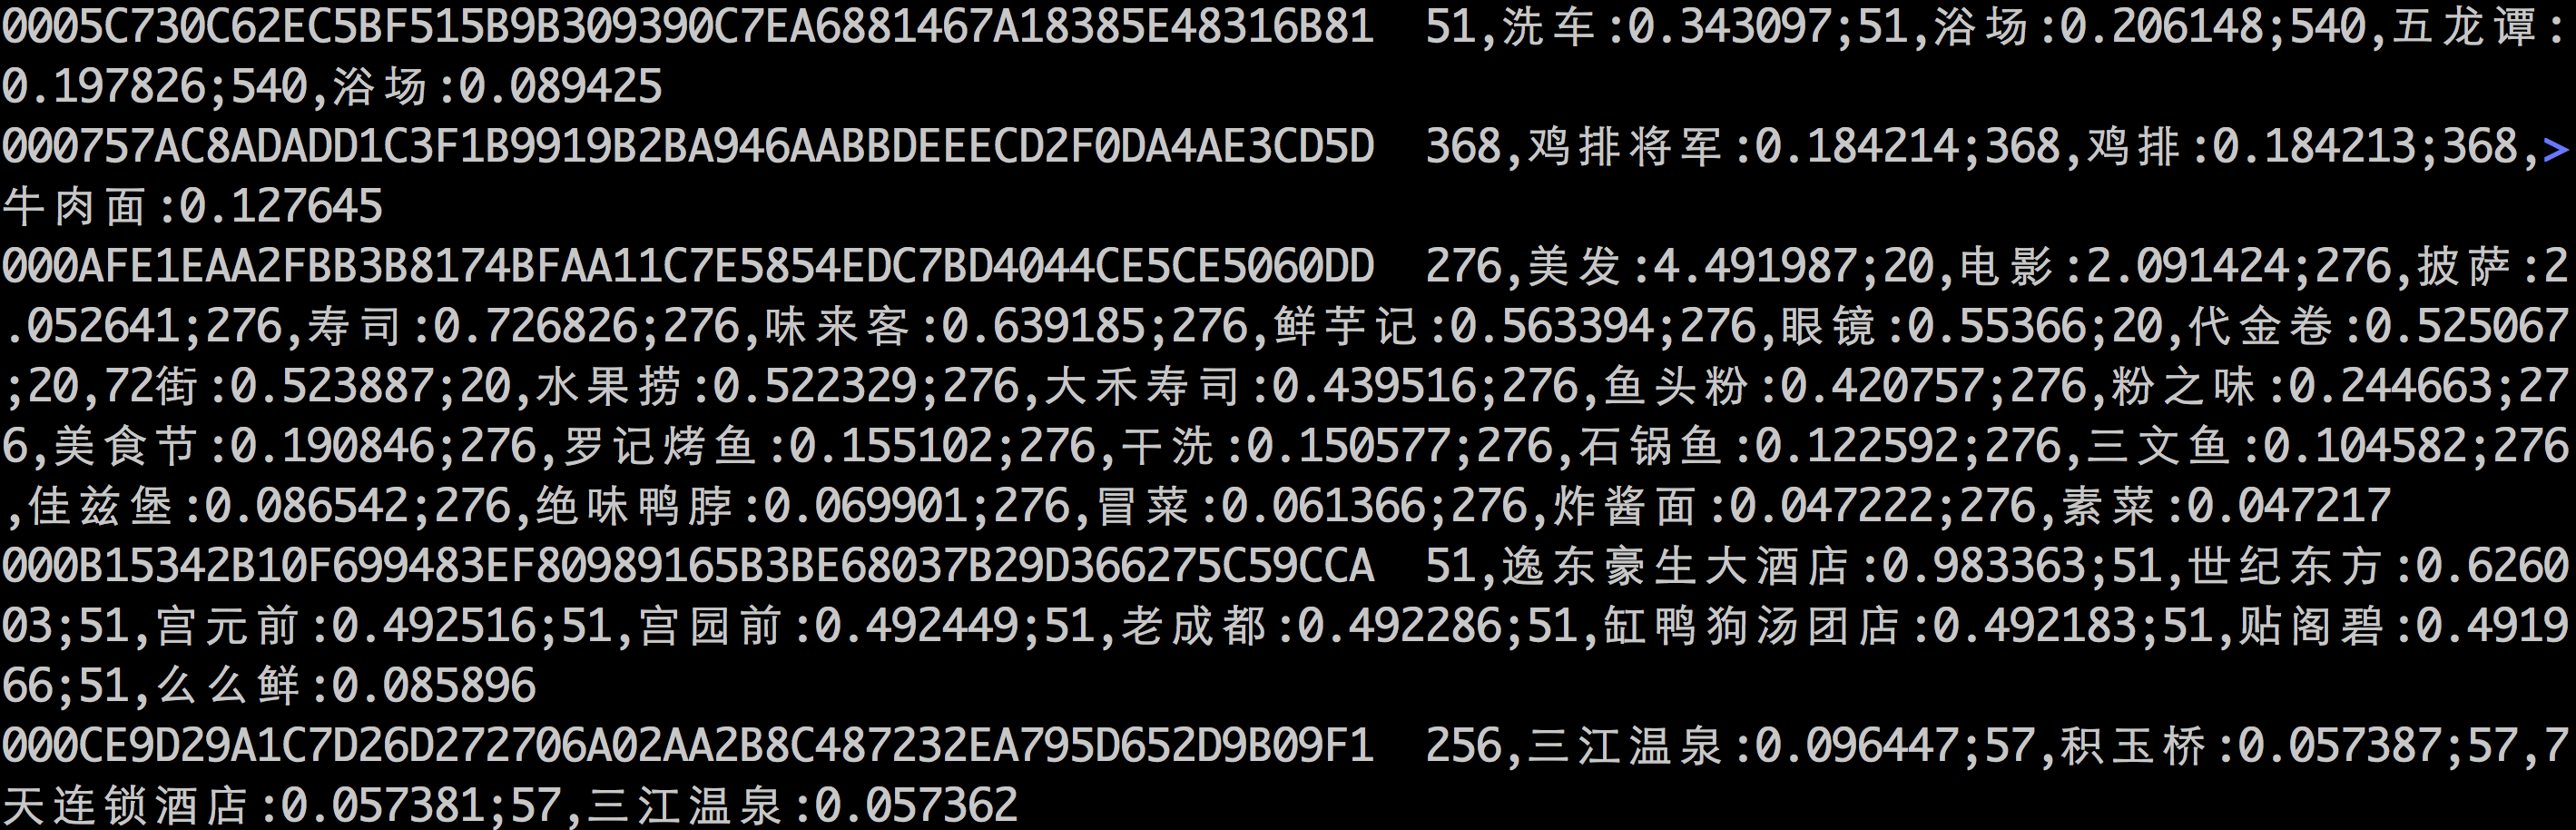 0005C730C62EC5BF515B9B309390C7EA6881467A18385E48316B81  51,洗车:0.343097;51,浴场:0.206148;540,五龙谭:
0.197826;540,浴场:0.089425
000757AC8ADADD1C3F1B9919B2BA946AABBDEEECD2F0DA4AE3CD5D  368,鸡排将军:0.184214;368,鸡排:0.184213;368,>
牛肉面:0.127645
000AFE1EAA2FBB3B8174BFAA11C7E5854EDC7BD4044CE5CE5060DD  276,美发:4.491987;20,电影:2.091424;276,披萨:2
.052641;276,寿司:0.726826;276,味来客:0.639185;276,鲜芋记:0.563394;276,眼镜:0.55366;20,代金卷:0.525067
;20,72街:0.523887;20,水果捞:0.522329;276,大禾寿司:0.439516;276,鱼头粉:0.420757;276,粉之味:0.244663;27
6,美食节:0.190846;276,罗记烤鱼:0.155102;276,干洗:0.150577;276,石锅鱼:0.122592;276,三文鱼:0.104582;276
,佳兹堡:0.086542;276,绝味鸭脖:0.069901;276,冒菜:0.061366;276,炸酱面:0.047222;276,素菜:0.047217
000B15342B10F699483EF80989165B3BE68037B29D366275C59CCA  51,逸东豪生大酒店:0.983363;51,世纪东方:0.6260
03;51,宫元前:0.492516;51,宫园前:0.492449;51,老成都:0.492286;51,缸鸭狗汤团店:0.492183;51,贴阁碧:0.4919
66;51,么么鲜:0.085896
000CE9D29A1C7D26D272706A02AA2B8C487232EA795D652D9B09F1  256,三江温泉:0.096447;57,积玉桥:0.057387;57,7
天连锁酒店:0.057381;57,三江温泉:0.057362